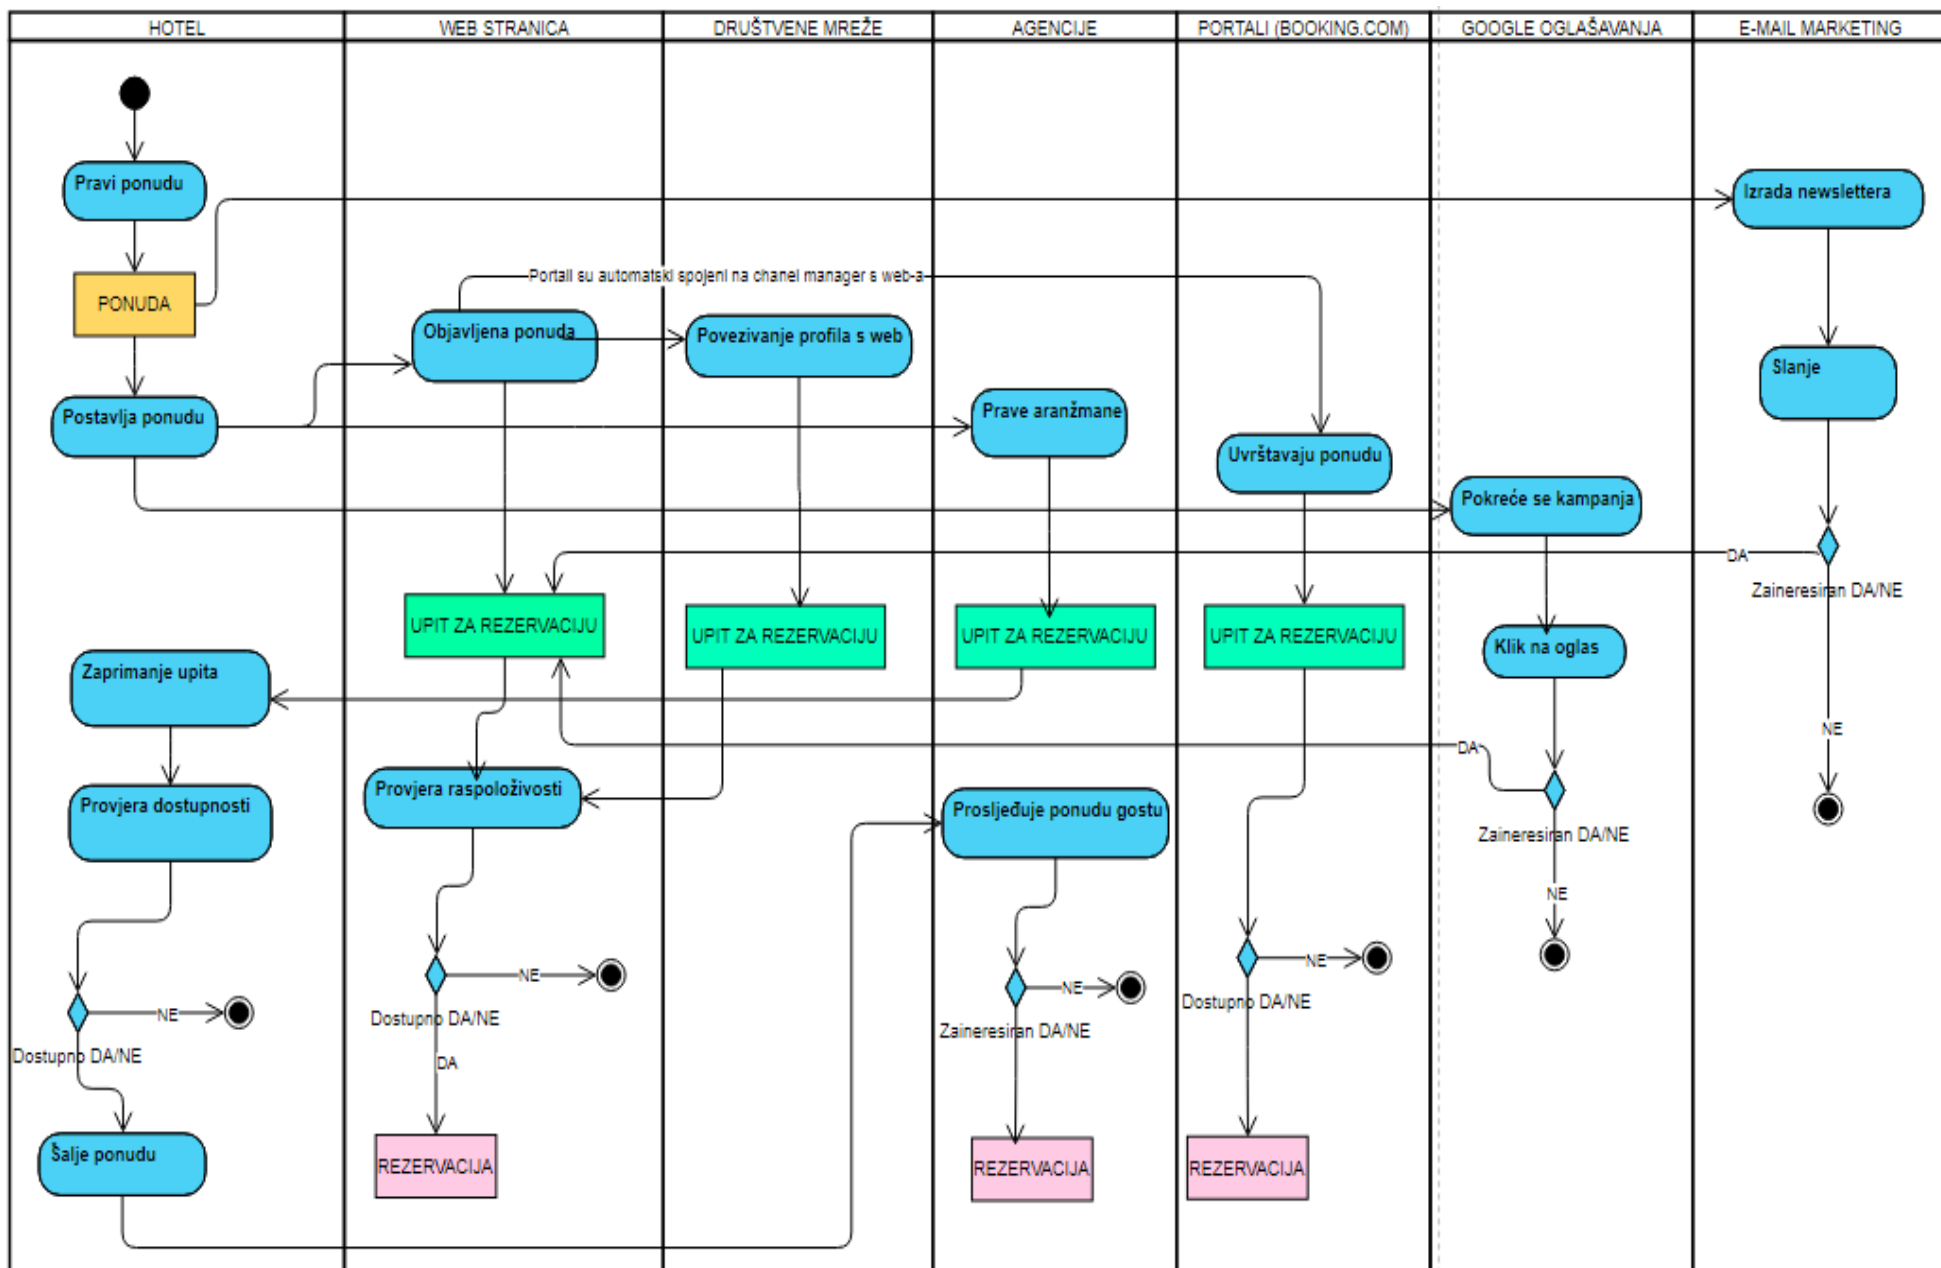 HOTEL
WEB STRANICA
DRUŠTVENE MREŽE
AGENCIJE
PORTALI (BOOKING.COM)
GOOGLE OGLAŠAVANJA
E-MAIL MARKETING
Pravi ponudu
Izrada newslettera
PONUDA
Portali su automatski spojeni na chanel manager s web-a
Objavljena ponuda
Povezivanje profila s web
Slanje
Postavlja ponudu
Prave aranžmane
Uvrštavaju ponudu
Pokreće se kampanja
DA
Zaineresiran DA/NE
UPIT ZA REZERVACIJU
UPIT ZA REZERVACIJU
UPIT ZA REZERVACIJU
UPIT ZA REZERVACIJU
Klik na oglas
Zaprimanje upita
NE
DA
Provjera raspoloživosti
Provjera dostupnosti
Prosljeđuje ponudu gostu
Zaineresiran DA/NE
NE
NE
NE
NE
Dostupno DA/NE
NE
Dostupno DA/NE
Zaineresiran DA/NE
Dostupno DA/NE
DA
Šalje ponudu
REZERVACIJA
REZERVACIJA
REZERVACIJA